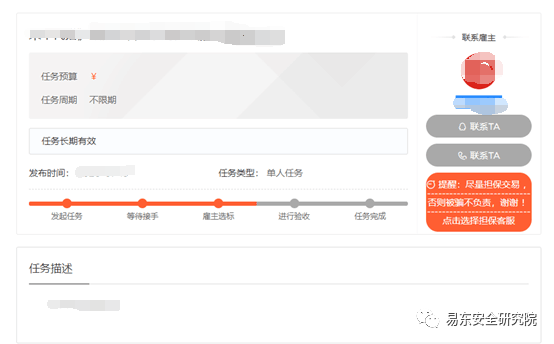 任务预算 ¥
任务周期 不限期
任务长期有效
发布时间：
任务类型： 单人任务
发起任务
等待接手
雇主选标
进行验收
任务完成
联系雇主
联系TA
联系TA
提醒：尽量担保交易，
否则被骗不负责，谢谢！
点击选择担保客服
任务描述
易东安全研究院